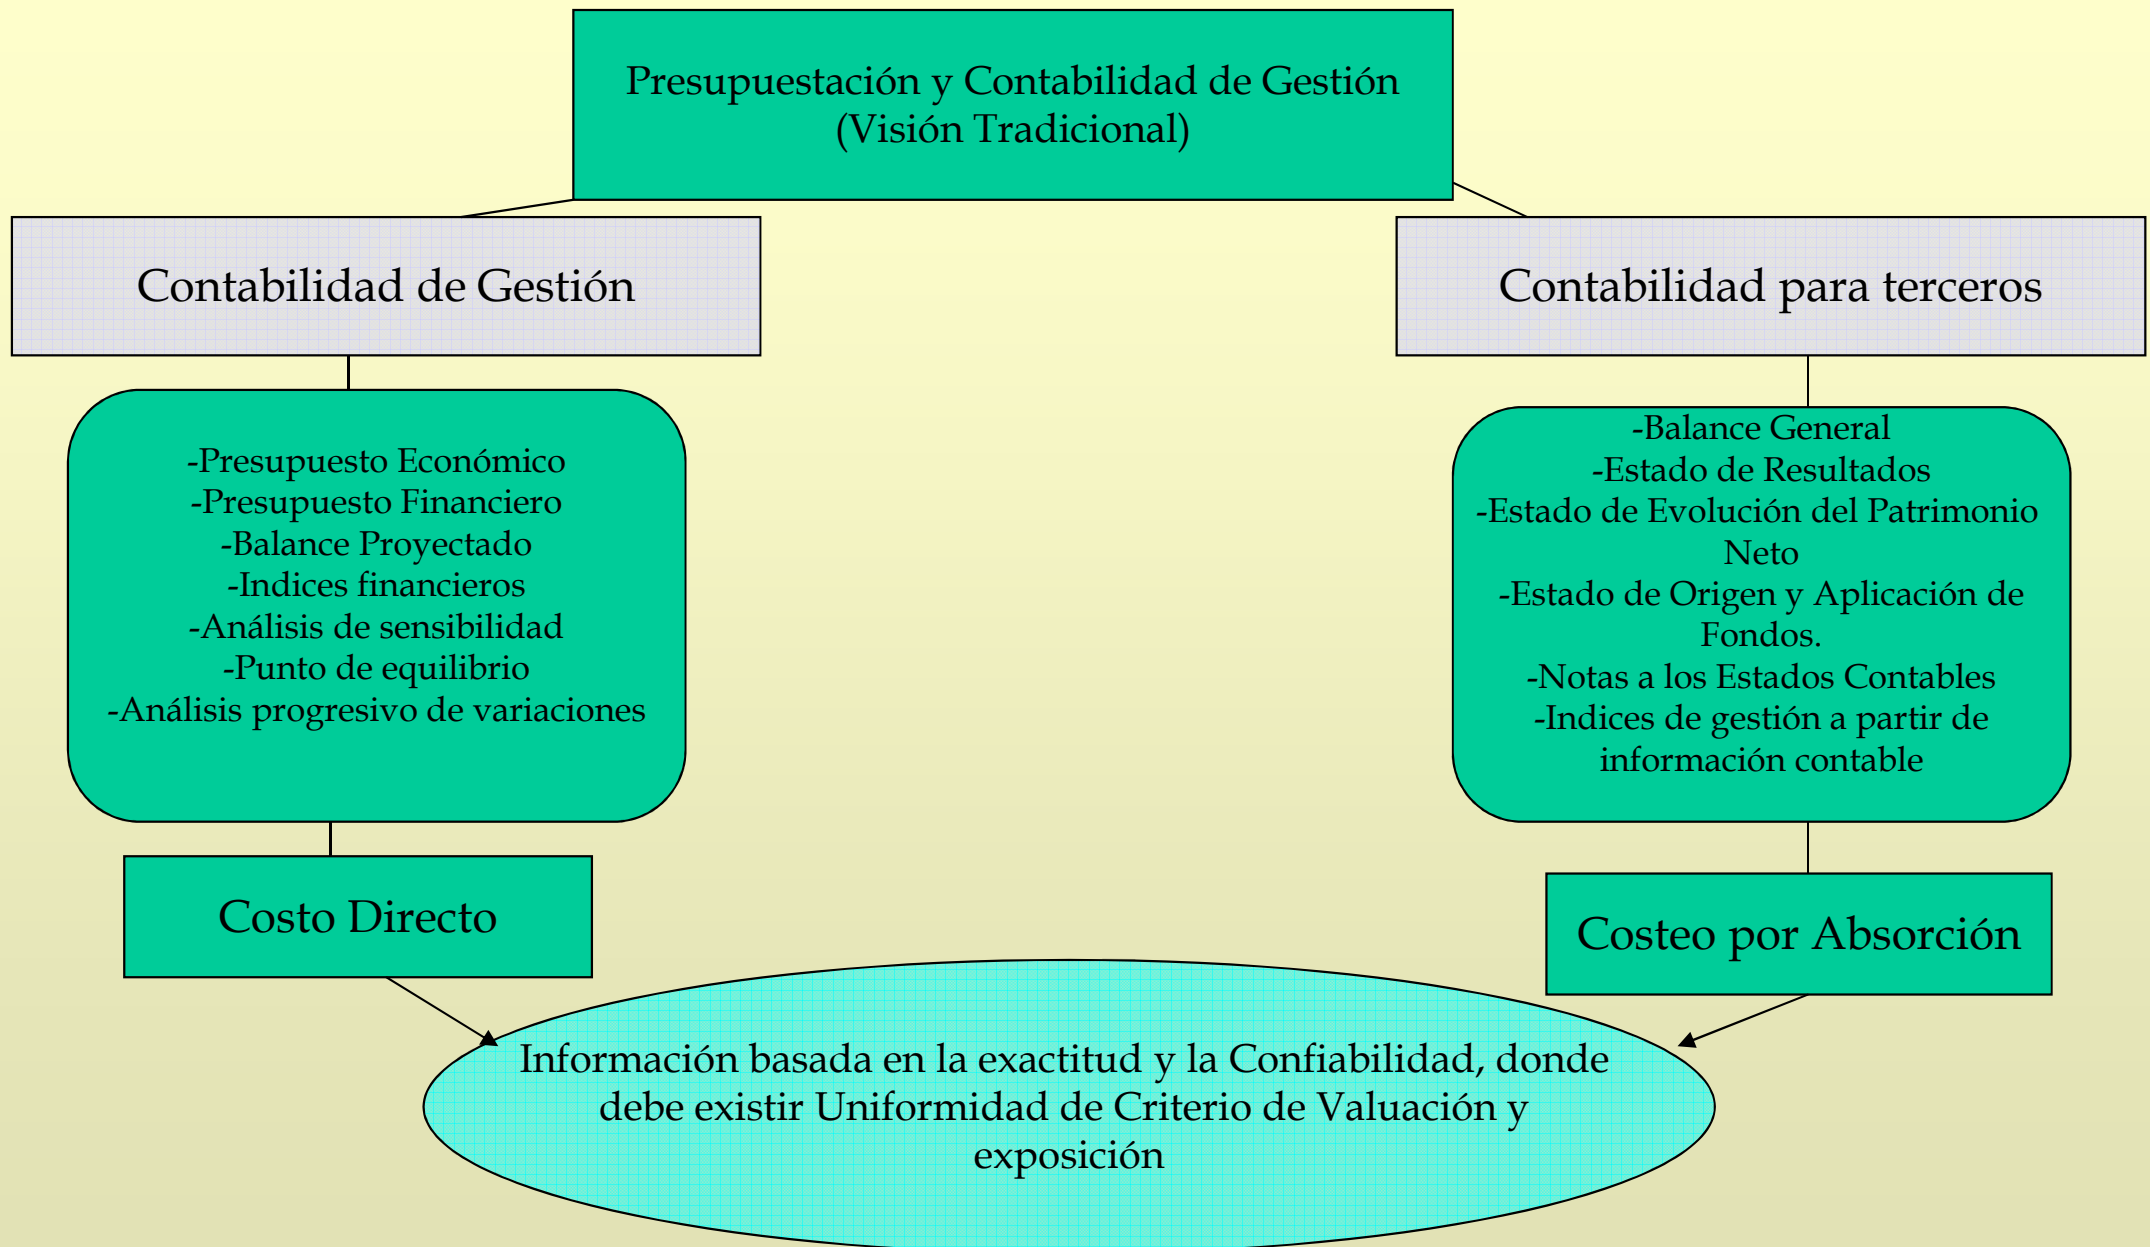 Presupuestación y Contabilidad de Gestión
(Visión Tradicional)
Contabilidad de Gestión
Contabilidad para terceros
-Presupuesto Económico
-Presupuesto Financiero
-Balance Proyectado
-Indices financieros
-Análisis de sensibilidad
-Punto de equilibrio
-Análisis progresivo de variaciones
-Balance General
-Estado de Resultados
-Estado de Evolución del Patrimonio
Neto
-Estado de Origen y Aplicación de
Fondos.
-Notas a los Estados Contables
-Indices de gestión a partir de
información contable
Costo Directo
Costeo por Absorción
Información basada en la exactitud y la Confiabilidad, donde
debe existir Uniformidad de Criterio de Valuación y
exposición